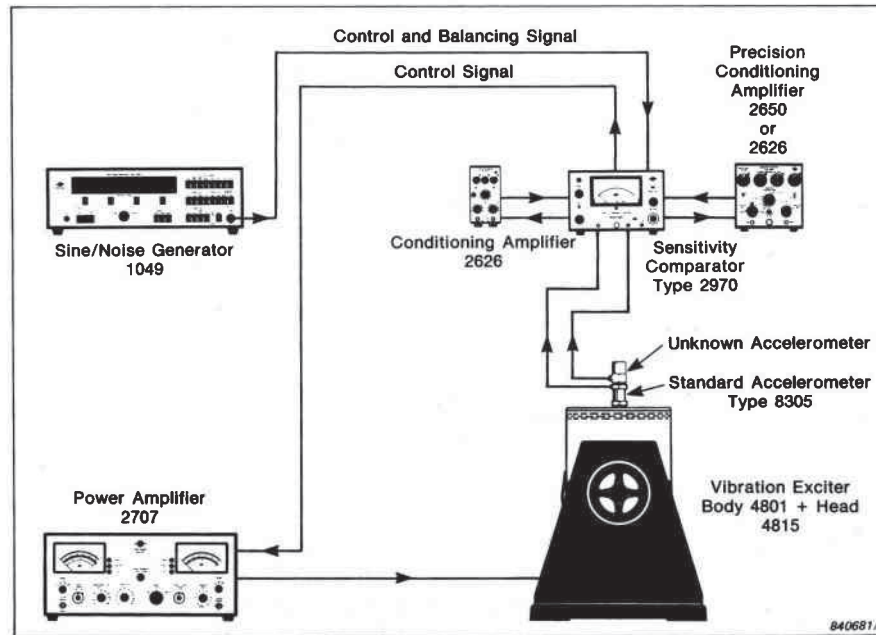 Control and Balancing Signal
Control Signal
Precision
Conditioning
Amplifier
2650
or
2626
Sine/Noise Generator
1049
Conditioning Amplifier
2626
Sensitivity
Comparator
Type 2970
Unknown Accelerometer
Standard Accelerometer
Type 8305
Power Amplifier
2707
Vibration Exciter
Body 4801 + Head
4815